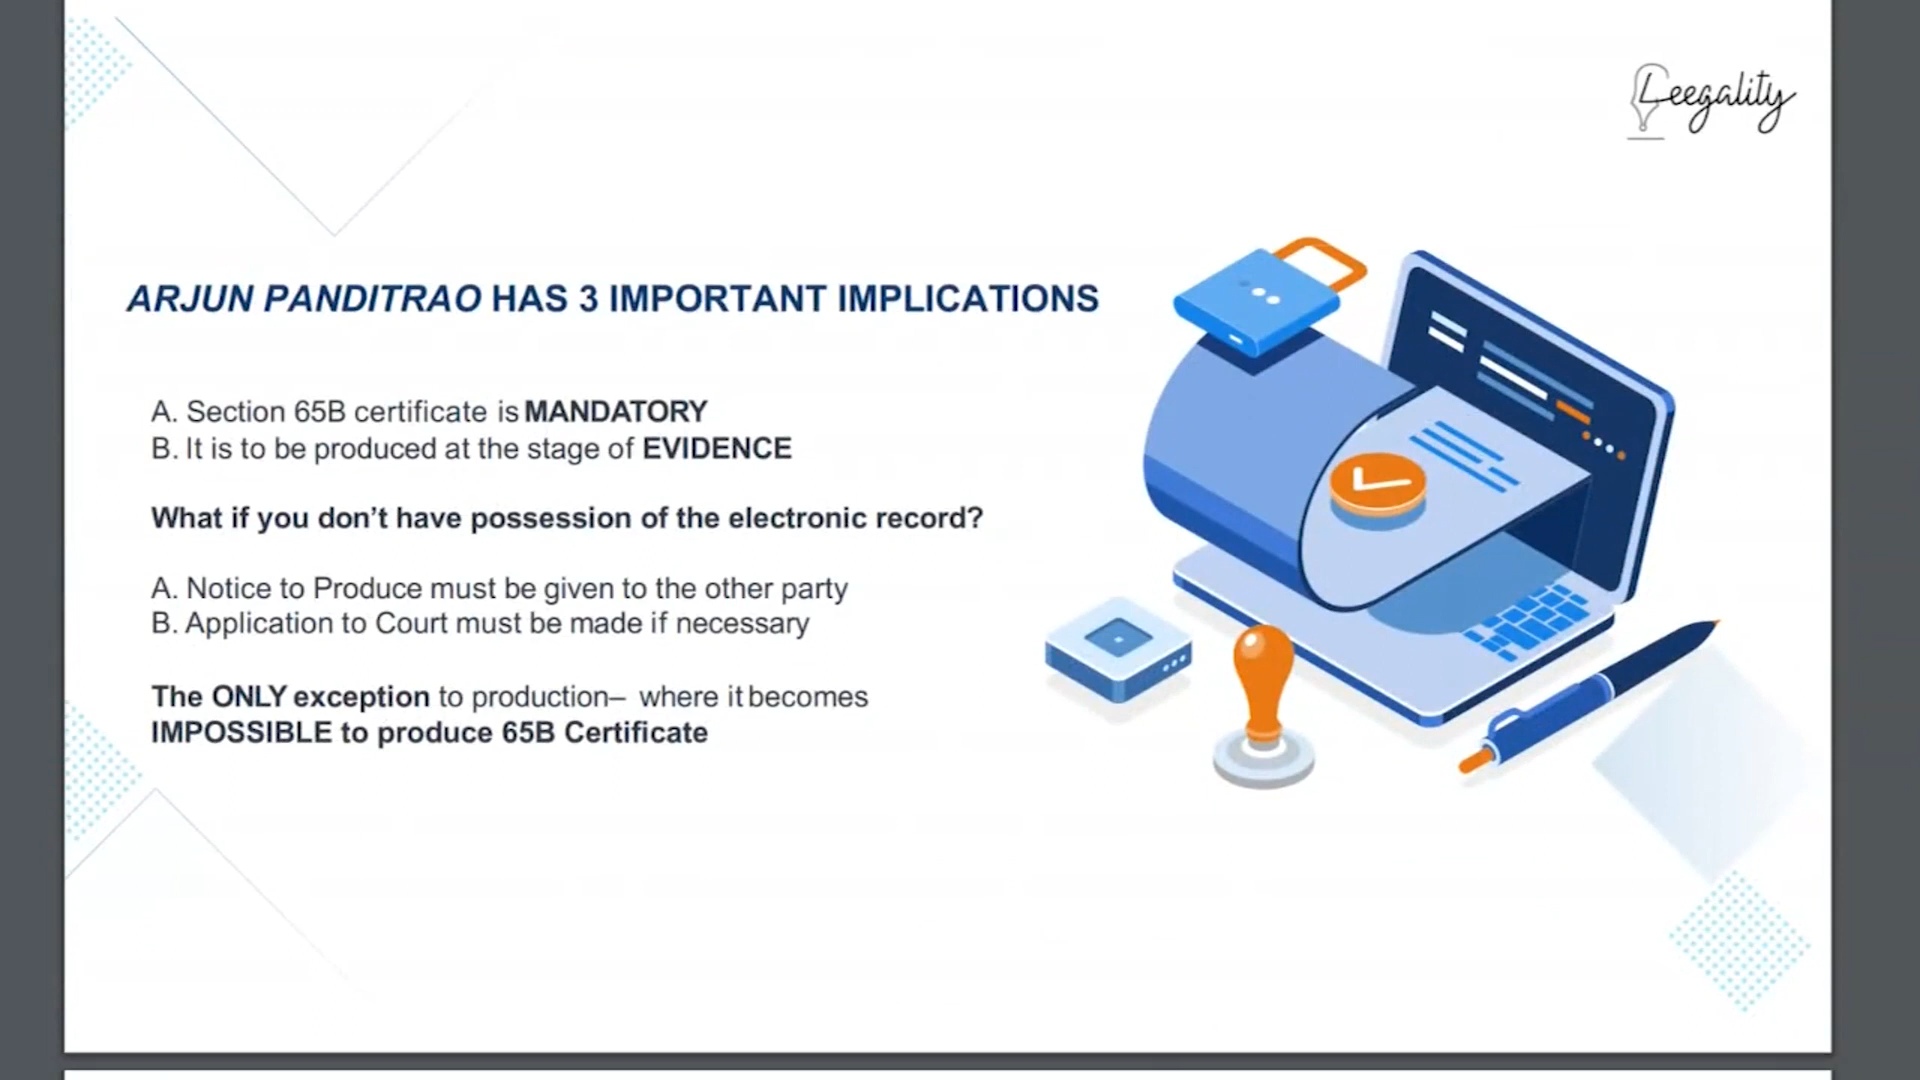 Leegality
ARJUN PANDITRAO HAS 3 IMPORTANT IMPLICATIONS
A. Section 65B certificate is MANDATORY
B. It is to be produced at the stage of EVIDENCE
What if you don’t have possession of the electronic record?
A. Notice to Produce must be given to the other party
B. Application to Court must be made if necessary
The ONLY exception to production– where it becomes
IMPOSSIBLE to produce 65B Certificate